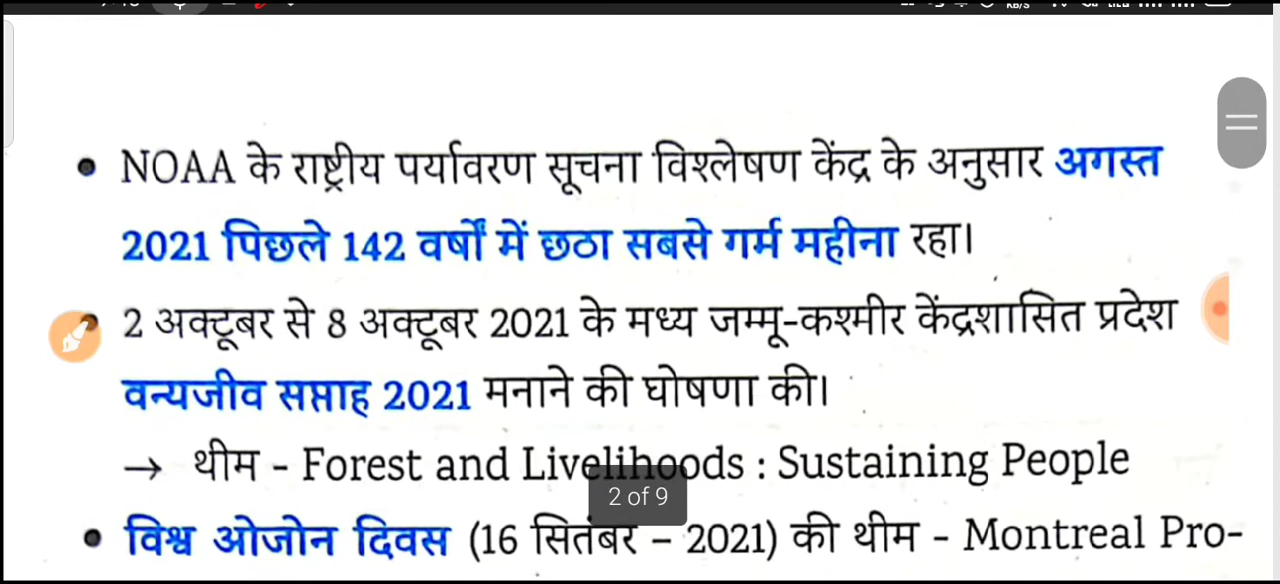 KB/S
• NOAA के राष्ट्रीय पर्यावरण सूचना विश्लेषण केंद्र के अनुसार अगस्त
2021 पिछले 142 वर्षों में छठा सबसे गर्म महीना रहा।
2 अक्टूबर से 8 अक्टूबर 2021 के मध्य जम्मू-कश्मीर केंद्रशासित प्रदेश
वन्यजीव सप्ताह 2021 मनाने की घोषणा की।
→ थीम - Forest and Livelihoods : Sustaining People
2 of 9
• विश्व ओजोन दिवस (16 सितंबर – 2021) की थीम - Montreal Pro-